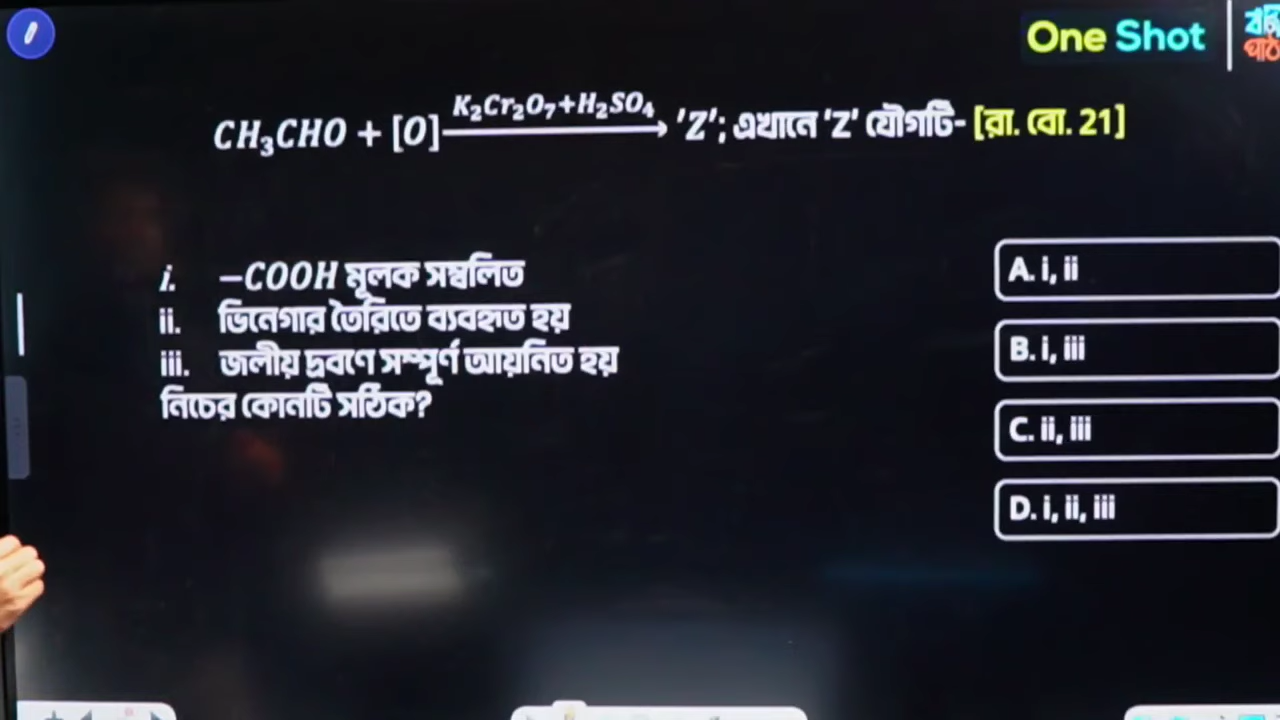 One Shot
CH₃CHO + [O] K₂Cr₂O₇+H₂SO₄ 'Z'; এখানে 'Z' যৌগটি- [রা. বো. 21]
i. −COOH মূলক সম্বলিত
ii. ভিনেগার তৈরিতে ব্যবহৃত হয়
iii. জলীয় দ্রবণে সম্পূর্ণ আয়নিত হয়
নিচের কোনটি সঠিক?
A. i, ii
B. i, iii
C. ii, iii
D. i, ii, iii